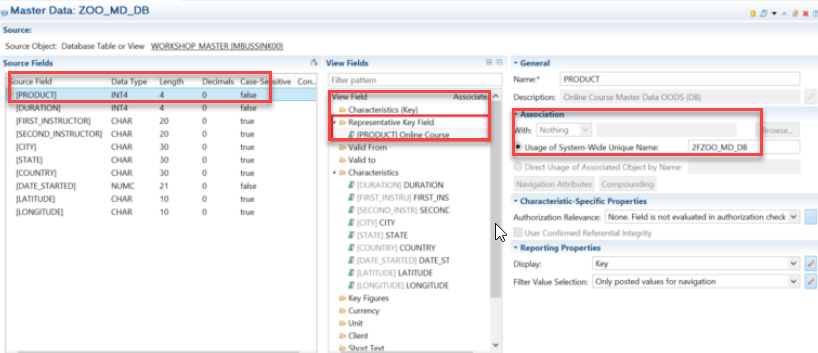 Master Data: ZOO_MD_DB
Source:
Source Object: Database Table or View WORKSHOP_MASTER [MBUSSINK00]
Source Fields
Source Field Data Type Length Decimals Case-Sensitive Con...
[PRODUCT] INT4 4 0 false
[DURATION] INT4 4 0 false
[FIRST_INSTRUCTOR] CHAR 20 0 true
[SECOND_INSTRUCTOR] CHAR 20 0 true
[CITY] CHAR 30 0 true
[STATE] CHAR 30 0 true
[COUNTRY] CHAR 30 0 true
[DATE_STARTED] NUMC 21 0 false
[LATITUDE] CHAR 10 0 true
[LONGITUDE] CHAR 10 0 true
View Fields
Filter pattern
View Field Associate
Characteristics (Key)
Representative Key Field
[PRODUCT] Online Course
Valid From
Valid to
Characteristics
[DURATION] DURATION
[FIRST_INSTRU] FIRST_INS
[SECOND_INSTR] SECONC
[CITY] CITY
[STATE] STATE
[COUNTRY] COUNTRY
[DATE_STARTED] DATE_ST
[LATITUDE] LATITUDE
[LONGITUDE] LONGITUDE
Key Figures
Currency
Unit
Client
Short Text
General
Name:* PRODUCT
Description: Online Course Master Data OODS (DB)
Association
With: Nothing Browse...
Usage of System-Wide Unique Name: 2FZOO_MD_DB
Direct Usage of Associated Object by Name:
Navigation Attributes Compounding
Characteristic-Specific Properties
Authorization Relevance: None. Field is not evaluated in authorization check
User Confirmed Referential Integrity
Reporting Properties
Display: Key
Filter Value Selection: Only posted values for navigation